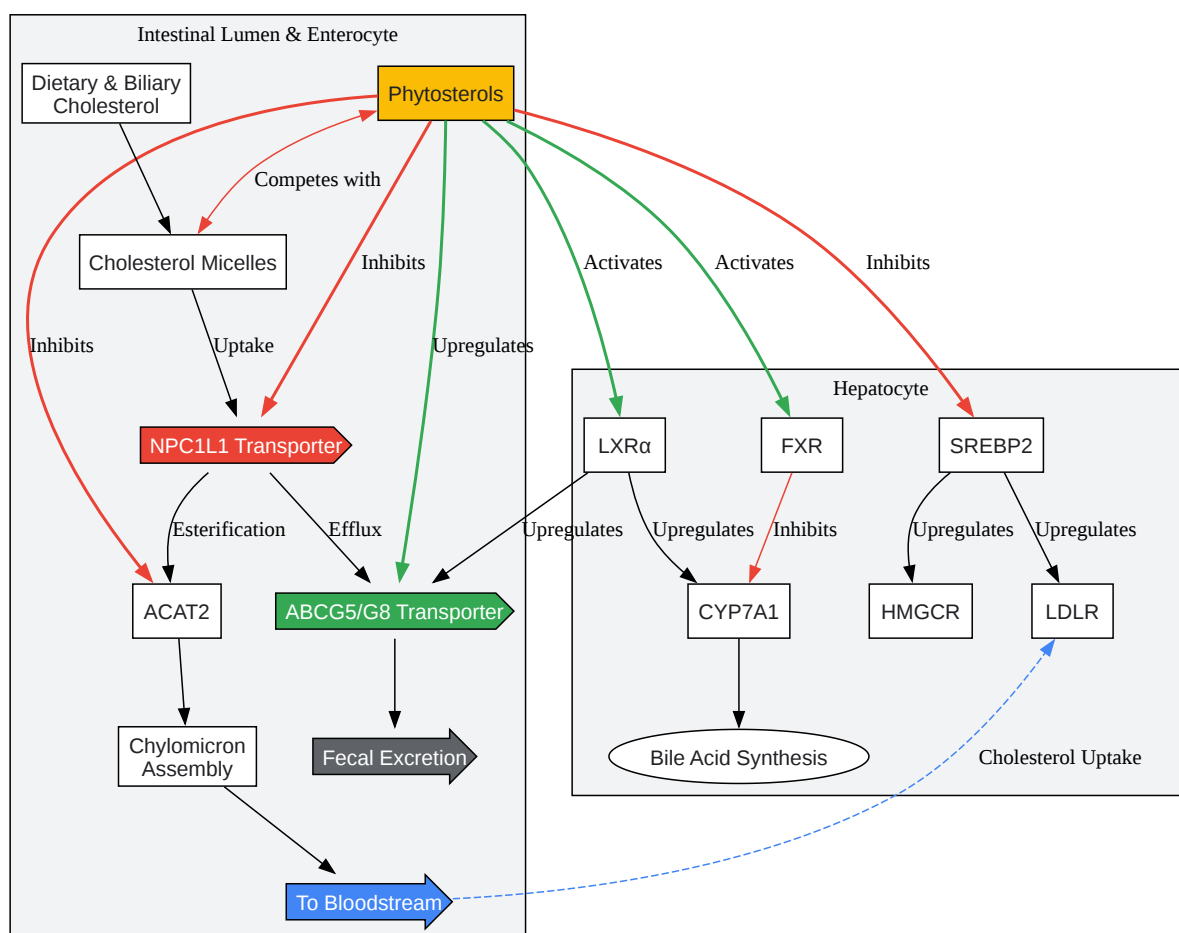 Intestinal Lumen & Enterocyte
Dietary & Biliary
Cholesterol
Phytosterols
Competes with
Cholesterol Micelles
Inhibits
Activates
Activates
Inhibits
Inhibits
Uptake
Upregulates
Hepatocyte
NPC1L1 Transporter
LXRα
FXR
SREBP2
Esterification
Efflux
Upregulates
Upregulates
Inhibits
Upregulates
Upregulates
ACAT2
ABCG5/G8 Transporter
CYP7A1
HMGCR
LDLR
Chylomicron
Assembly
Fecal Excretion
Bile Acid Synthesis
Cholesterol Uptake
To Bloodstream